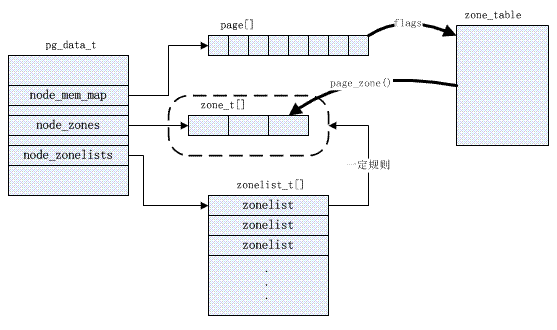 page[]
flags
zone_table
pg_data_t
node_mem_map
page_zone()
zone_t[]
node_zones
node_zonelists
一定规则
zonelist_t[]
zonelist
zonelist
zonelist
.
.
.